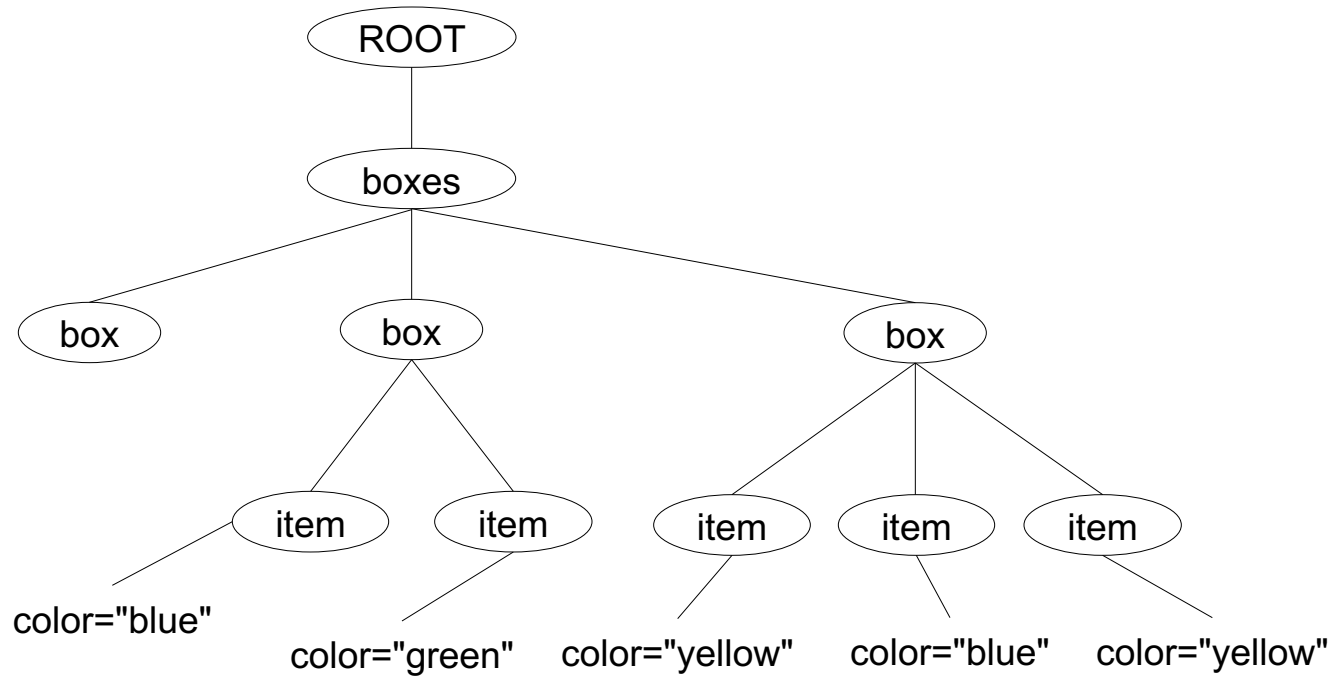 ROOT
boxes
box
box
box
item
item
item
item
item
color="blue"
color="green"
color="yellow"
color="blue"
color="yellow"